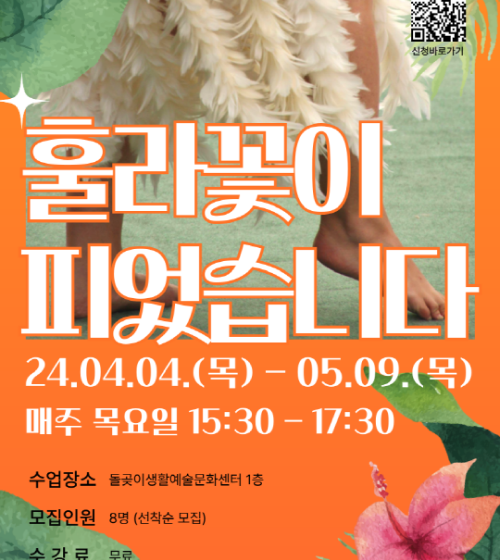 신청바로가기
훌라꽃이
피었습니다
24.04.04.(목) – 05.09.(목)
매주 목요일 15:30 – 17:30
수업장소 돌곶이생활예술문화센터 1층
모집인원 8명 (선착순 모집)
수 강 료 무료